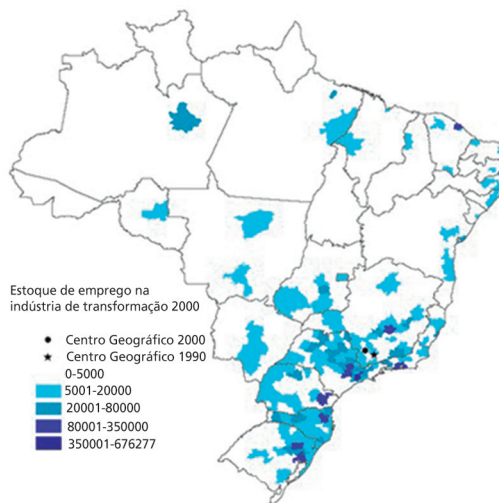 Estoque de emprego na
indústria de transformação 2000
Centro Geográfico 2000
Centro Geográfico 1990
0-5000
5001-20000
20001-80000
80001-350000
350001-676277